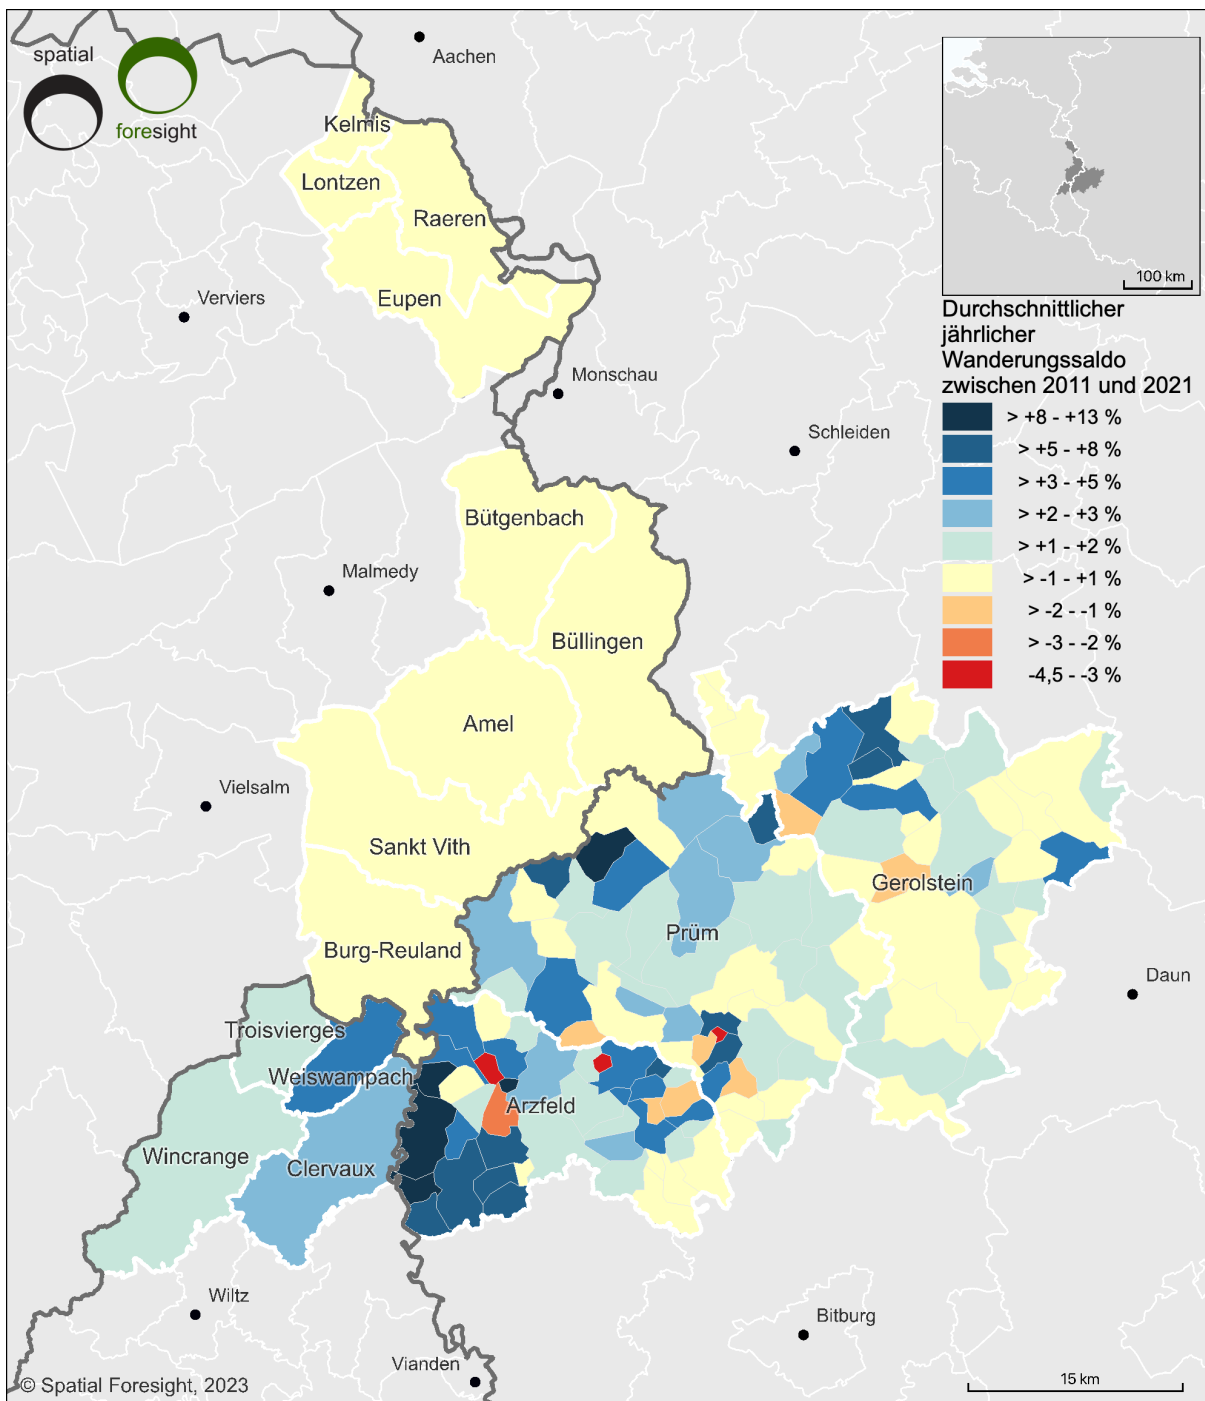 spatial
foresight
Aachen
Kelmis
Lontzen
Raeren
Verviers
Eupen
100 km
Durchschnittlicher
jährlicher
Wanderungssaldo
zwischen 2011 und 2021
> +8 - +13 %
> +5 - +8 %
> +3 - +5 %
> +2 - +3 %
> +1 - +2 %
> -1 - +1 %
> -2 - -1 %
> -3 - -2 %
-4,5 - -3 %
Monschau
Schleiden
Bütgenbach
Malmedy
Büllingen
Amel
Vielsalm
Sankt Vith
Gerolstein
Prüm
Burg-Reuland
Daun
Troisvierges
Weiswampach
Arzfeld
Wincrange
Clervaux
Wiltz
Bitburg
Vianden
© Spatial Foresight, 2023
15 km